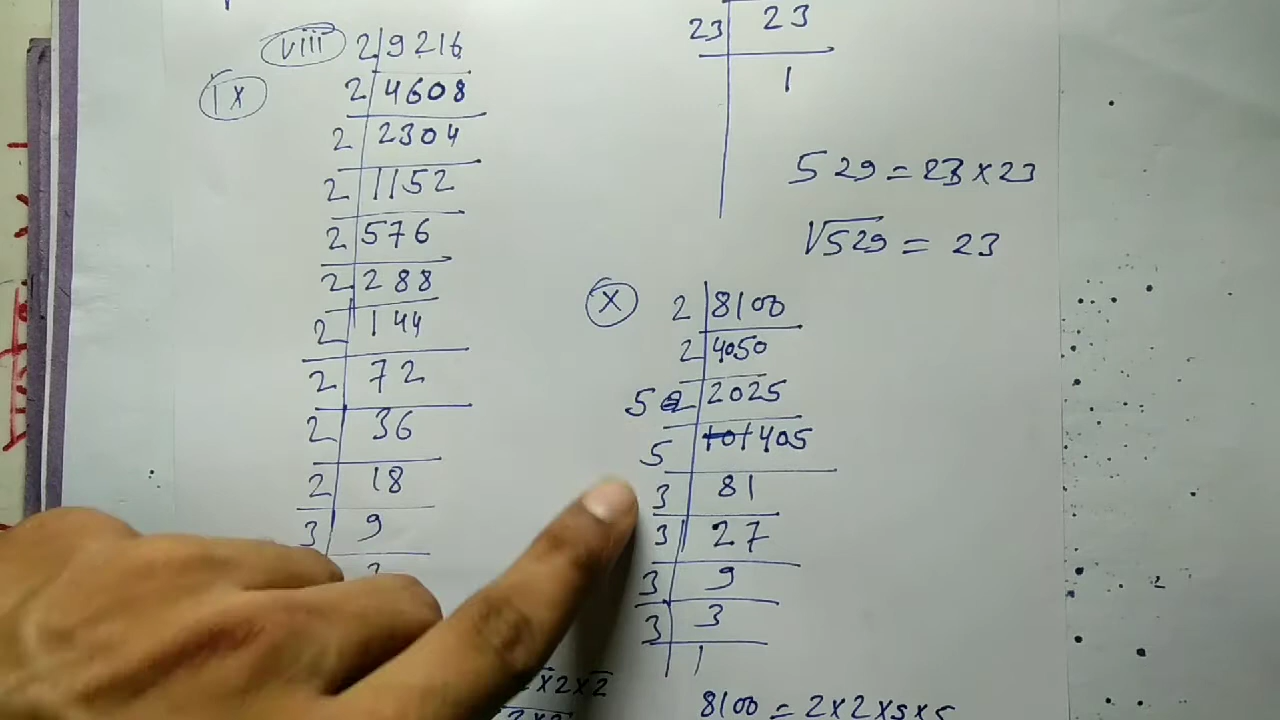 viii 2 9216
ix 2 4608
2 2304
2 1152
2 576
2 288
2 144
2 72
2 36
2 18
3 9
23 23
1
529 = 23 × 23
√529 = 23
x 2 8100
2 4050
5 2025
5 101 405
3 81
3 27
3 9
3 3
1
8100 = 2 × 2 × 5 × 5